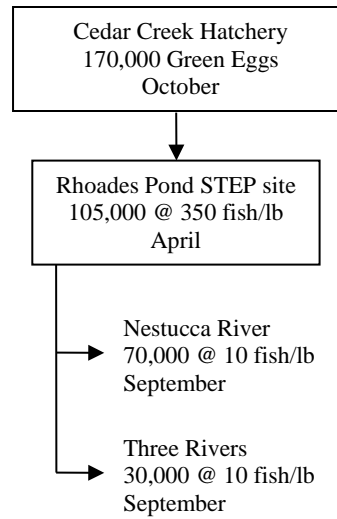 Cedar Creek Hatchery
170,000 Green Eggs
October
Rhoades Pond STEP site
105,000 @ 350 fish/lb
April
Nestucca River
70,000 @ 10 fish/lb
September
Three Rivers
30,000 @ 10 fish/lb
September